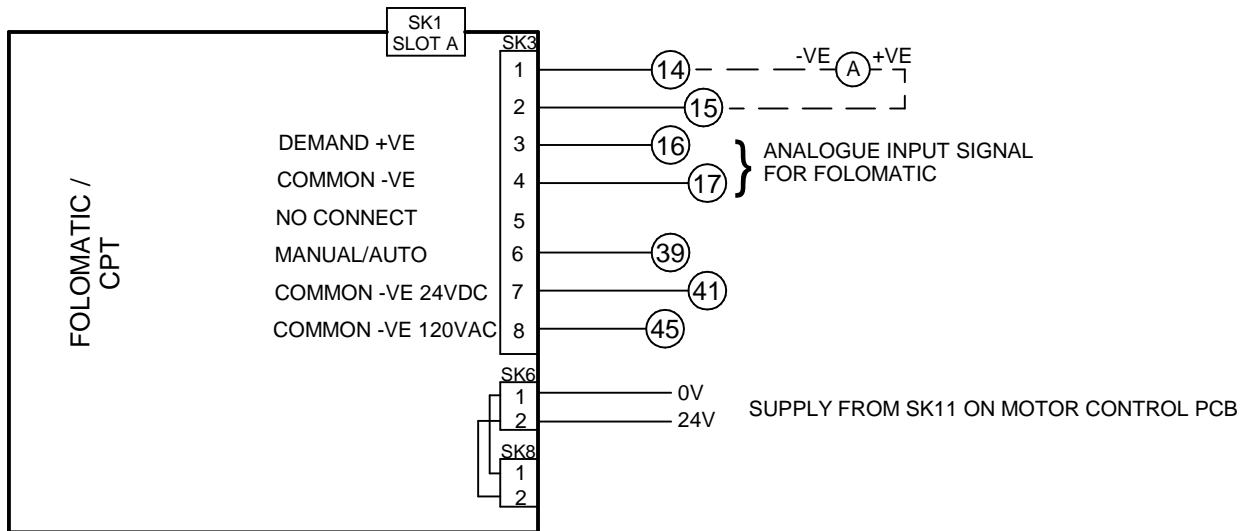 SK1
SLOT A
SK3
1 14 -VE A +VE
2 15
DEMAND +VE 3 16
COMMON -VE 4 17
} ANALOGUE INPUT SIGNAL
FOR FOLOMATIC
NO CONNECT 5
MANUAL/AUTO 6 39
COMMON -VE 24VDC 7 41
COMMON -VE 120VAC 8 45
FOLOMATIC /
CPT
SK6
1 0V
2 24V
SUPPLY FROM SK11 ON MOTOR CONTROL PCB
SK8
1
2